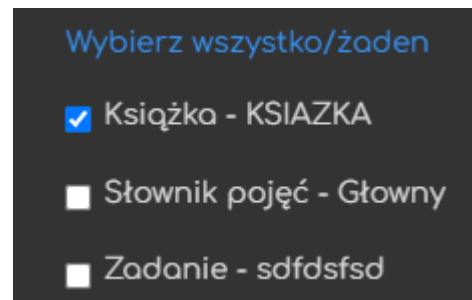 Wybierz wszystko/żaden
Książka - KSIAZKA
Słownik pojęć - Głowny
Zadanie - sdfdsfsd